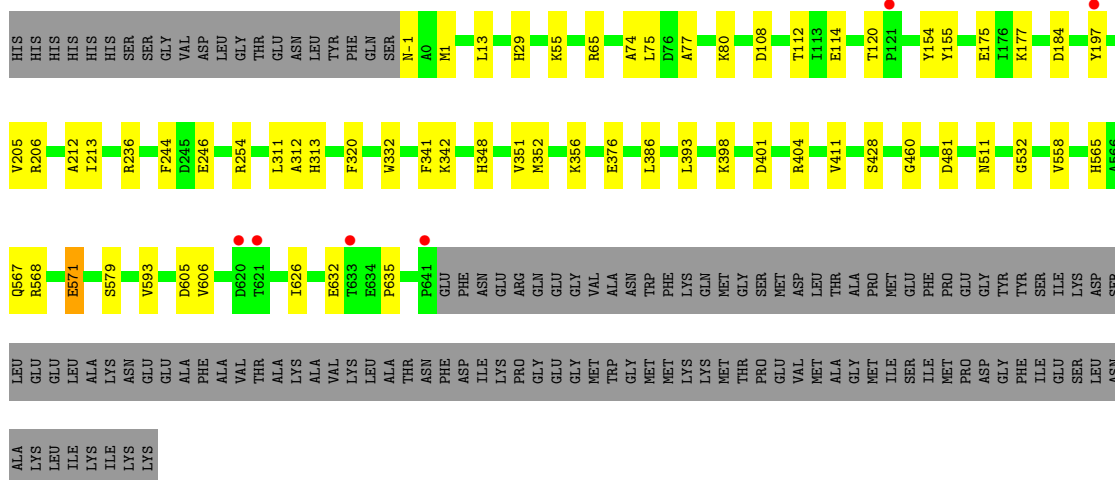 HIS HIS HIS HIS HIS HIS SER SER GLY VAL ASP LEU GLY THR GLU ASN LEU TYR PHE GLN SER N-1 A0 M1 L13 H29 K55 R65 A74 L75 D76 A77 K80 D108 T112 I113 E114 T120 P121 Y154 Y155 E175 I176 K177 D184 Y197
V205 R206 A212 I213 R236 F244 D245 E246 R254 L311 A312 H313 F320 W332 F341 K342 H348 V351 M352 K356 E376 L386 L393 K398 D401 R404 V411 S428 G460 D481 N511 G532 V558 H565 A566
Q567 R568 E571 S579 V593 D605 V606 D620 T621 I626 E632 T633 E634 P635 P641 GLU PHE ASN GLU ARG GLN GLU GLY VAL ALA ASN TRP PHE LYS GLN MET GLY SER MET ASP LEU THR ALA PRO MET GLU PHE PRO GLU GLY TYR TYR SER ILE LYS ASP SER
LEU GLU GLU LEU ALA LYS ASN GLU GLU ALA PHE ALA VAL THR ALA LYS ALA VAL LYS LEU ALA THR ASN PHE ASP ILE LYS PRO GLY GLU GLY MET TRP GLY MET MET LYS LYS MET THR PRO GLU VAL MET ALA GLY MET ILE SER ILE MET PRO ASP GLY PHE ILE GLU SER LEU ASN
ALA LYS LEU ILE LYS ILE LYS LYS